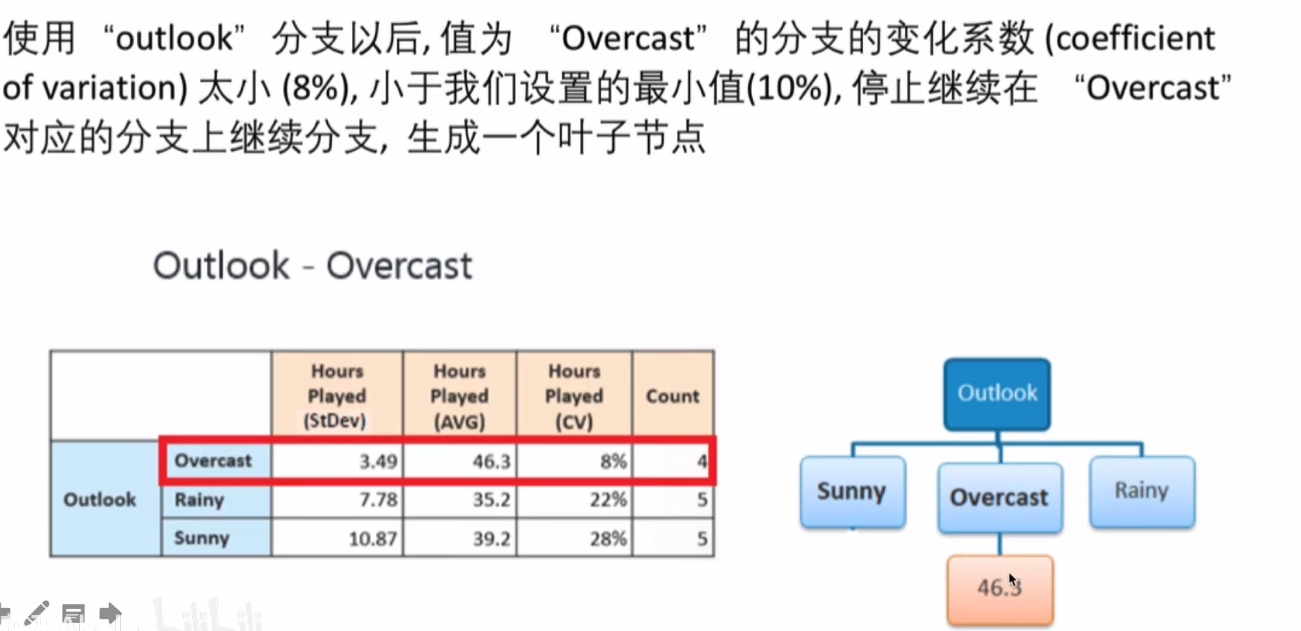 使用 “outlook” 分支以后, 值为 “Overcast” 的分支的变化系数 (coefficient
of variation) 太小 (8%), 小于我们设置的最小值(10%), 停止继续在 “Overcast”
对应的分支上继续分支, 生成一个叶子节点
Outlook - Overcast
Hours Played (StDev) Hours Played (AVG) Hours Played (CV) Count
Outlook
Overcast 3.49 46.3 8% 4
Rainy 7.78 35.2 22% 5
Sunny 10.87 39.2 28% 5
Outlook
Sunny Overcast Rainy
46.3
bilibili